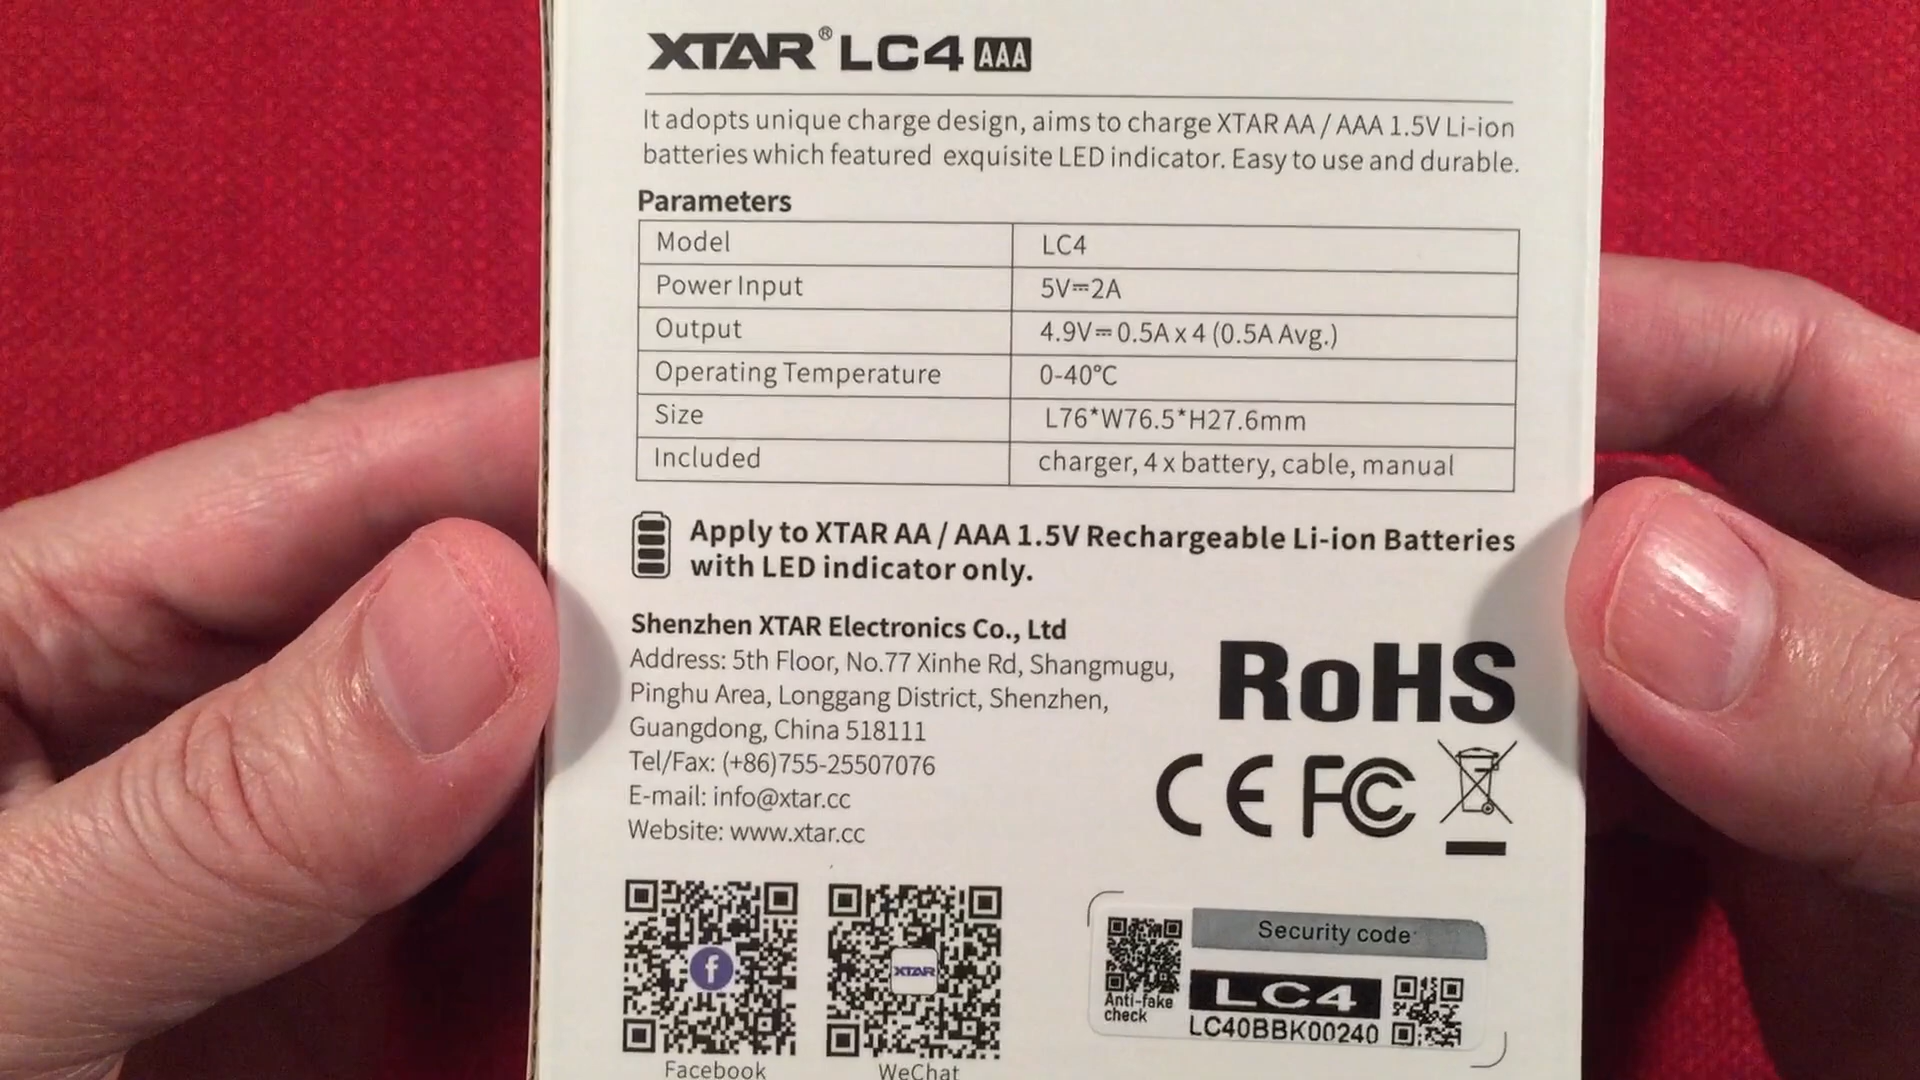 XTAR® LC4 AAA
It adopts unique charge design, aims to charge XTAR AA / AAA 1.5V Li-ion
batteries which featured exquisite LED indicator. Easy to use and durable.
Parameters
Model LC4
Power Input 5V⎓2A
Output 4.9V⎓0.5A x 4 (0.5A Avg.)
Operating Temperature 0-40°C
Size L76*W76.5*H27.6mm
Included charger, 4 x battery, cable, manual
Apply to XTAR AA / AAA 1.5V Rechargeable Li-ion Batteries
with LED indicator only.
Shenzhen XTAR Electronics Co., Ltd
Address: 5th Floor, No.77 Xinhe Rd, Shangmugu,
Pinghu Area, Longgang District, Shenzhen,
Guangdong, China 518111
Tel/Fax: (+86)755-25507076
E-mail: info@xtar.cc
Website: www.xtar.cc
RoHS
CE FC
f
XTAR
Facebook
WeChat
Security code
Anti-fake
check
LC4
LC40BBK00240